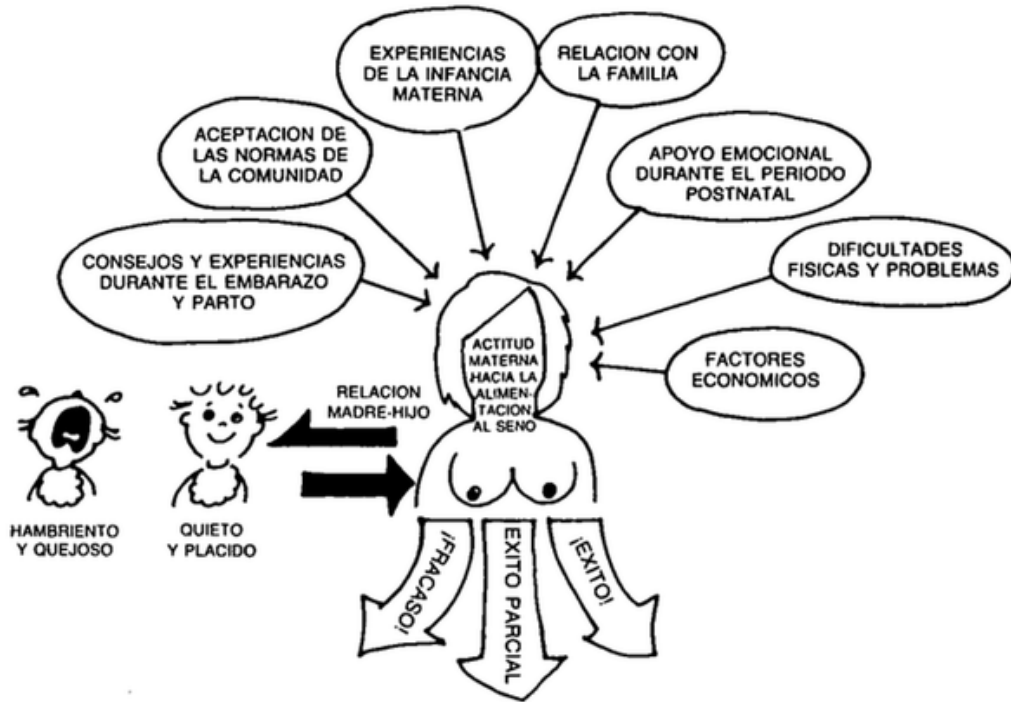 EXPERIENCIAS
DE LA INFANCIA
MATERNA
RELACION CON
LA FAMILIA
ACEPTACION DE
LAS NORMAS DE
LA COMUNIDAD
APOYO EMOCIONAL
DURANTE EL PERIODO
POSTNATAL
CONSEJOS Y EXPERIENCIAS
DURANTE EL EMBARAZO
Y PARTO
DIFICULTADES
FISICAS Y PROBLEMAS
FACTORES
ECONOMICOS
ACTITUD
MATERNA
HACIA LA
ALIMEN-
TACION
AL SENO
RELACION
MADRE-HIJO
HAMBRIENTO
Y QUEJOSO
QUIETO
Y PLACIDO
¡FRACASO!
EXITO PARCIAL
¡EXITO!